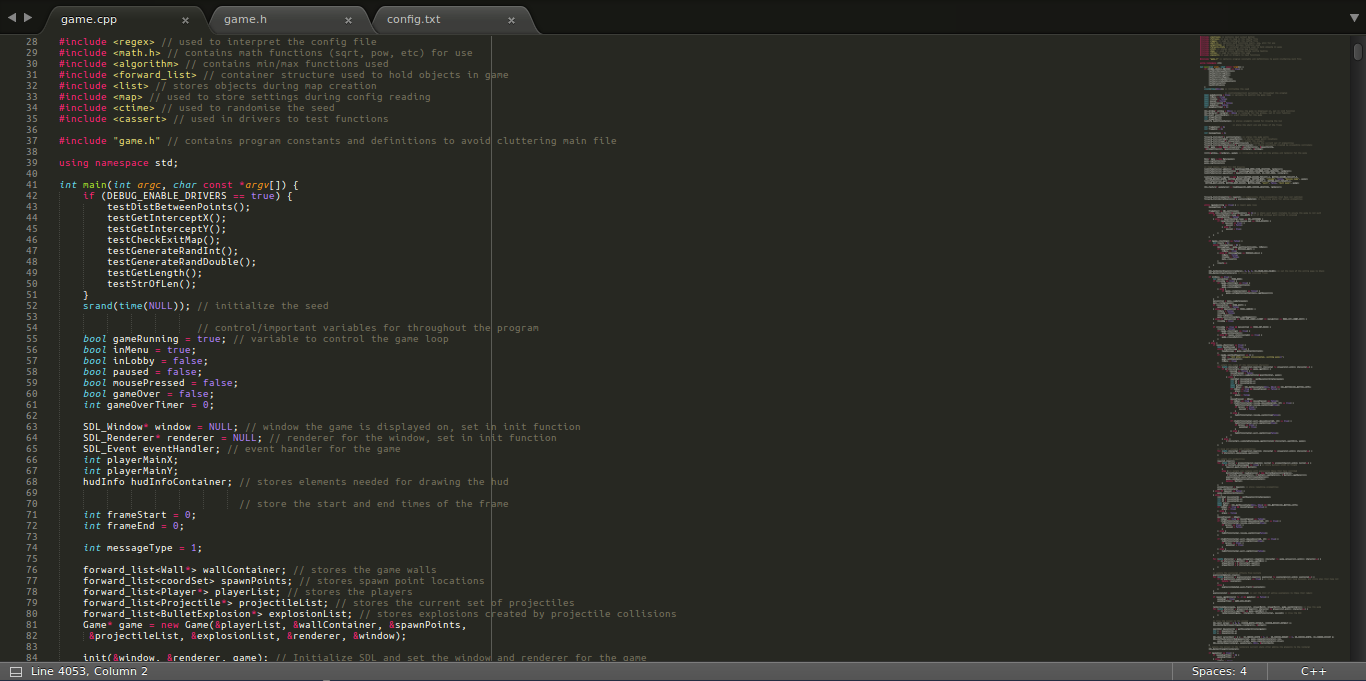 game.cpp × game.h × config.txt ×
28 #include <regex> // used to interpret the config file
29 #include <math.h> // contains math functions (sqrt, pow, etc) for use
30 #include <algorithm> // contains min/max functions used
31 #include <forward_list> // container structure used to hold objects in game
32 #include <list> // stores objects during map creation
33 #include <map> // used to store settings during config reading
34 #include <ctime> // used to randomise the seed
35 #include <cassert> // used in drivers to test functions
36
37 #include "game.h" // contains program constants and definitions to avoid cluttering main file
38
39 using namespace std;
40
41 int main(int argc, char const *argv[]) {
42     if (DEBUG_ENABLE_DRIVERS == true) {
43         testDistBetweenPoints();
44         testGetInterceptX();
45         testGetInterceptY();
46         testCheckExitMap();
47         testGenerateRandInt();
48         testGenerateRandDouble();
49         testGetLength();
50         testStrOfLen();
51     }
52     srand(time(NULL)); // initialize the seed
53
54                        // control/important variables for throughout the program
55     bool gameRunning = true; // variable to control the game loop
56     bool inMenu = true;
57     bool inLobby = false;
58     bool paused = false;
59     bool mousePressed = false;
60     bool gameOver = false;
61     int gameOverTimer = 0;
62
63     SDL_Window* window = NULL; // window the game is displayed on, set in init function
64     SDL_Renderer* renderer = NULL; // renderer for the window, set in init function
65     SDL_Event eventHandler; // event handler for the game
66     int playerMainX;
67     int playerMainY;
68     hudInfo hudInfoContainer; // stores elements needed for drawing the hud
69
70                               // store the start and end times of the frame
71     int frameStart = 0;
72     int frameEnd = 0;
73
74     int messageType = 1;
75
76     forward_list<Wall*> wallContainer; // stores the game walls
77     forward_list<coordSet> spawnPoints; // stores spawn point locations
78     forward_list<Player*> playerList; // stores the players
79     forward_list<Projectile*> projectileList; // stores the current set of projectiles
80     forward_list<BulletExplosion*> explosionList; // stores explosions created by projectile collisions
81     Game* game = new Game(&playerList, &wallContainer, &spawnPoints,
82      &projectileList, &explosionList, &renderer, &window);
83
84     init(&window, &renderer, game); // Initialize SDL and set the window and renderer for the game
Line 4053, Column 2 Spaces: 4 C++